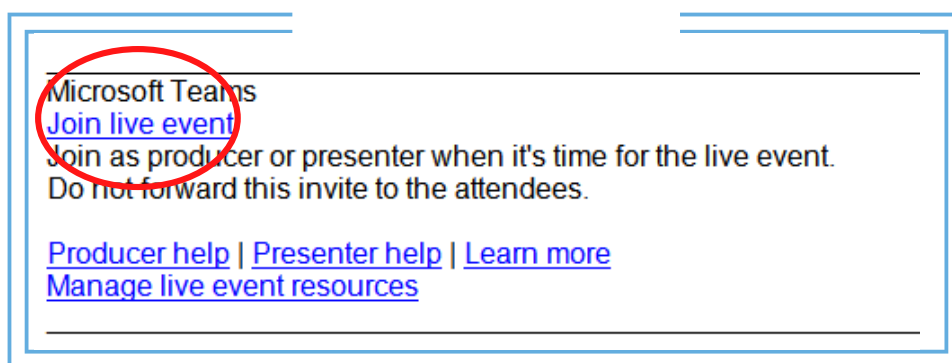 Microsoft Teams
Join live event
Join as producer or presenter when it's time for the live event.
Do not forward this invite to the attendees.
Producer help | Presenter help | Learn more
Manage live event resources